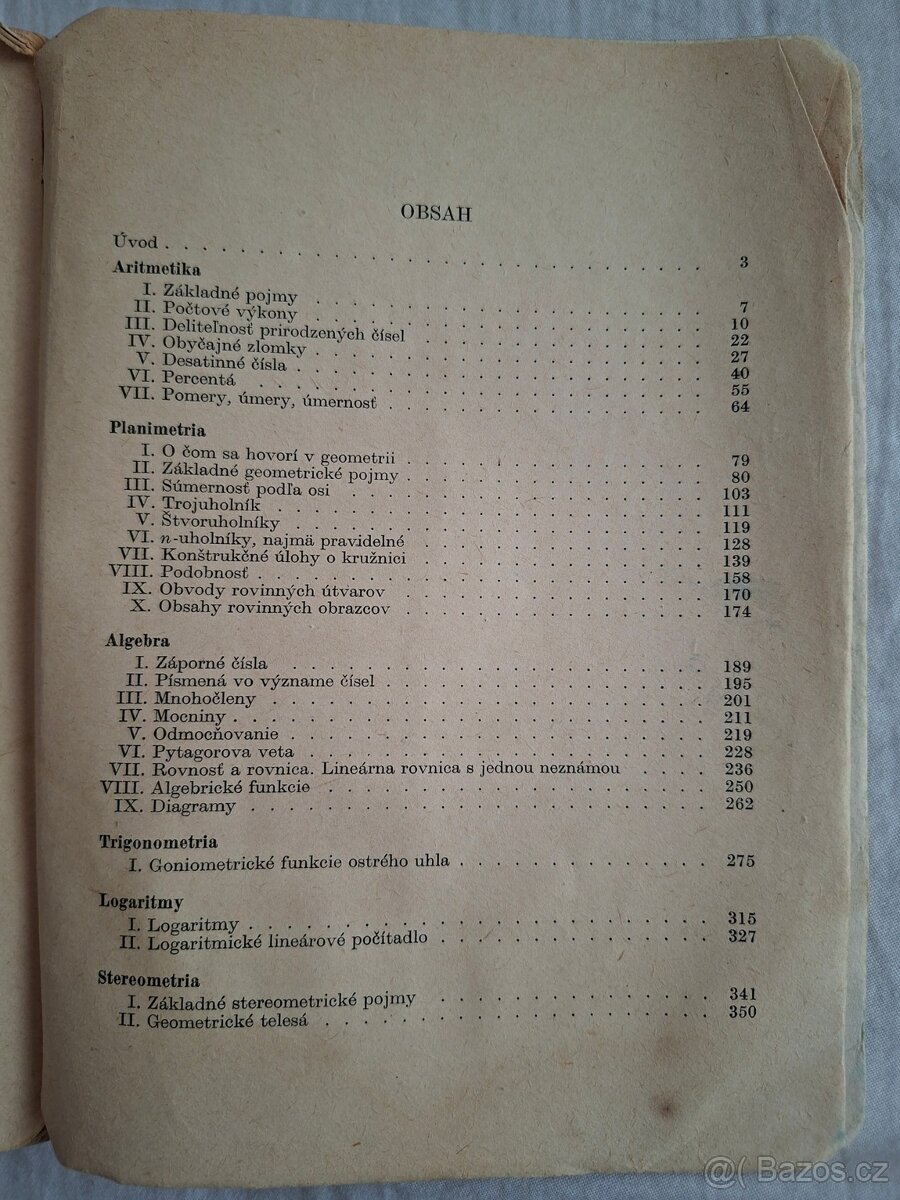 OBSAH
Úvod . . . . . . . . . . . . . . . . . . . . . . . . . . 3
Aritmetika
I. Základné pojmy . . . . . . . . . . . . . . . . . . . . 7
II. Počtové výkony . . . . . . . . . . . . . . . . . . . . 10
III. Deliteľnosť prirodzených čísel . . . . . . . . . . . . . . . 22
IV. Obyčajné zlomky . . . . . . . . . . . . . . . . . . . . 27
V. Desatinné čísla . . . . . . . . . . . . . . . . . . . . 40
VI. Percentá . . . . . . . . . . . . . . . . . . . . 55
VII. Pomery, úmery, úmernosť . . . . . . . . . . . . . . . . . 64
Planimetria
I. O čom sa hovorí v geometrii . . . . . . . . . . . . . . . 79
II. Základné geometrické pojmy . . . . . . . . . . . . . . . 80
III. Súmernosť podľa osi . . . . . . . . . . . . . . . . . . 103
IV. Trojuholník . . . . . . . . . . . . . . . . . . . . 111
V. Štvoruholníky . . . . . . . . . . . . . . . . . . . . 119
VI. n-uholníky, najmä pravidelné . . . . . . . . . . . . . . . 128
VII. Konštrukčné úlohy o kružnici . . . . . . . . . . . . . . . 139
VIII. Podobnosť . . . . . . . . . . . . . . . . . . . . 158
IX. Obvody rovinných útvarov . . . . . . . . . . . . . . . . 170
X. Obsahy rovinných obrazcov . . . . . . . . . . . . . . . 174
Algebra
I. Záporné čísla . . . . . . . . . . . . . . . . . . . . 189
II. Písmená vo význame čísel . . . . . . . . . . . . . . . . 195
III. Mnohočleny . . . . . . . . . . . . . . . . . . . . 201
IV. Mocniny . . . . . . . . . . . . . . . . . . . . 211
V. Odmocňovanie . . . . . . . . . . . . . . . . . . . . 219
VI. Pytagorova veta . . . . . . . . . . . . . . . . . . . . 228
VII. Rovnosť a rovnica. Lineárna rovnica s jednou neznámou . . . . 236
VIII. Algebrické funkcie . . . . . . . . . . . . . . . . . . . 250
IX. Diagramy . . . . . . . . . . . . . . . . . . . . 262
Trigonometria
I. Goniometrické funkcie ostrého uhla . . . . . . . . . . . . . 275
Logaritmy
I. Logaritmy . . . . . . . . . . . . . . . . . . . . 315
II. Logaritmické lineárové počítadlo . . . . . . . . . . . . . . 327
Stereometria
I. Základné stereometrické pojmy . . . . . . . . . . . . . . 341
II. Geometrické telesá . . . . . . . . . . . . . . . . . . . 350
@ Bazos.cz